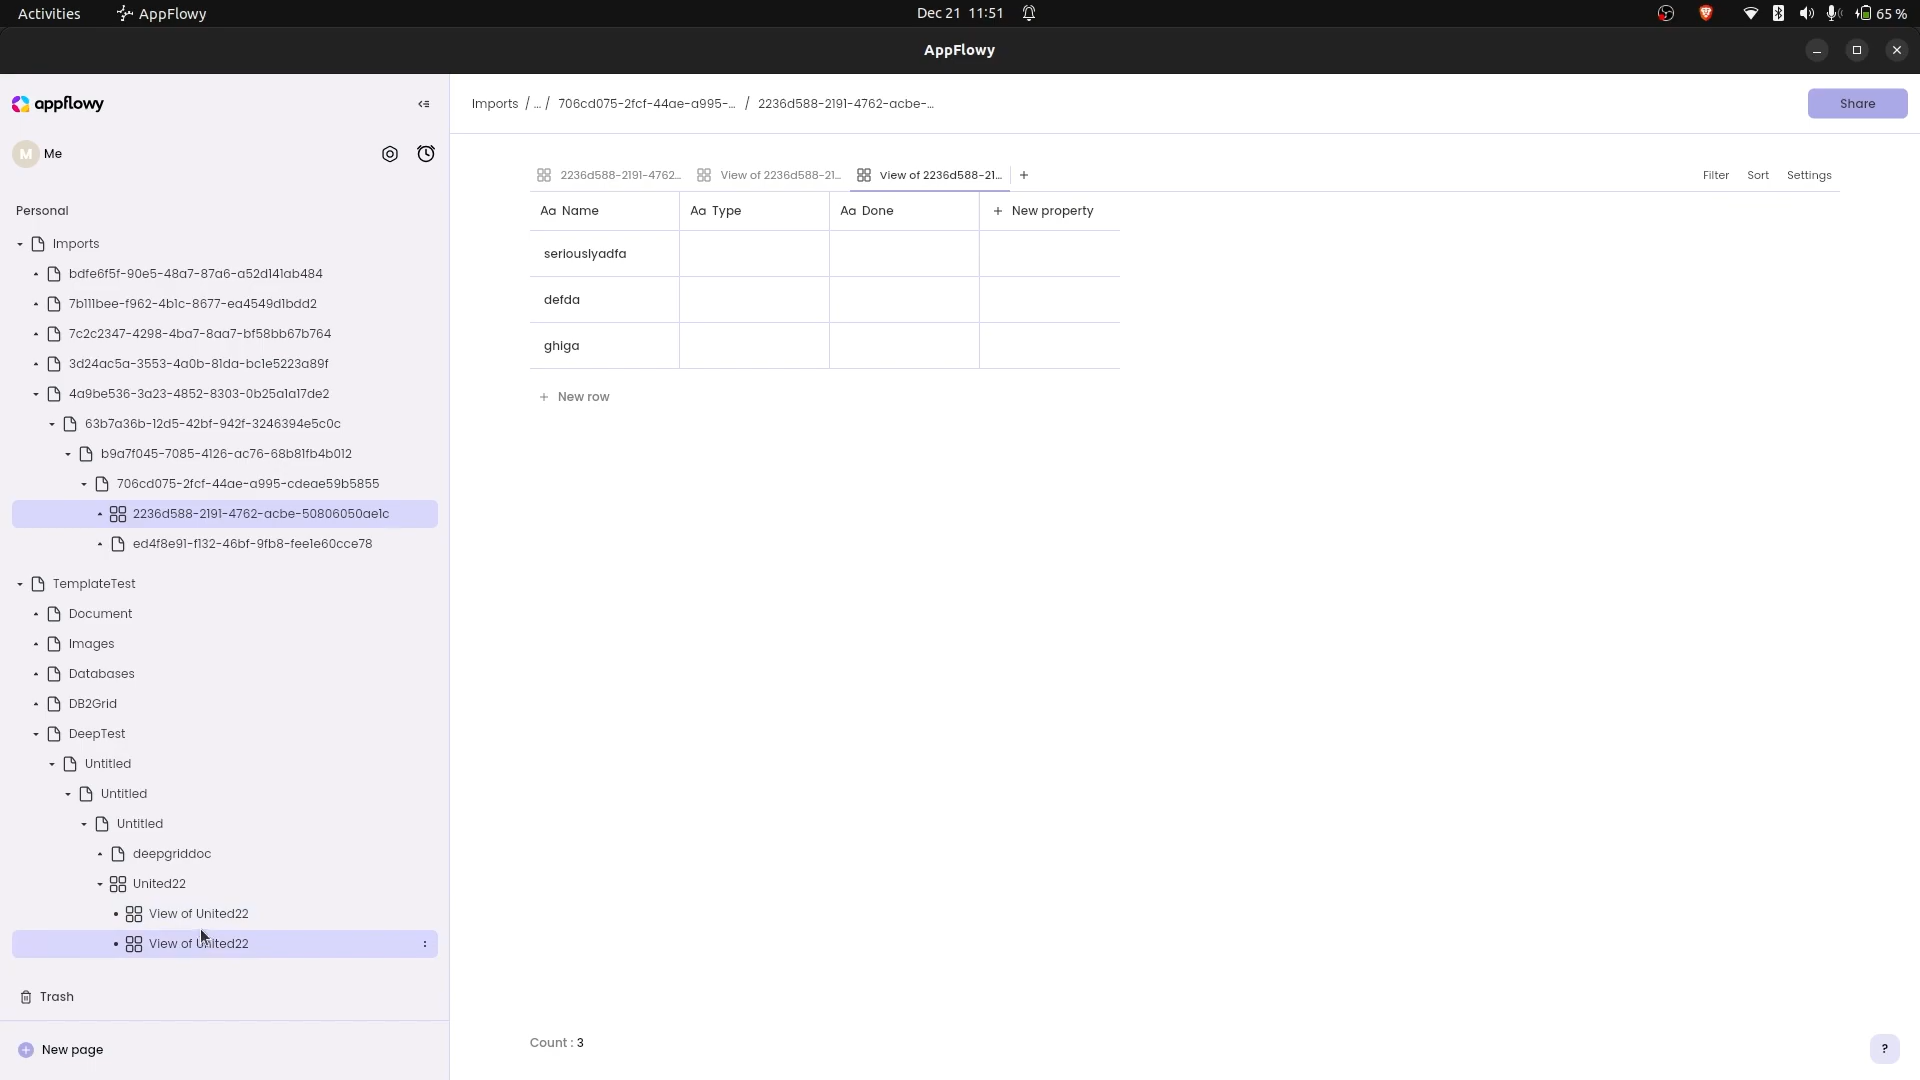 Activities
AppFlowy
Dec 21 11:51
65 %
AppFlowy
appflowy
M
Me
Personal
Imports
bdfe6f5f-90e5-48a7-87a6-a52d141ab484
7b111bee-f962-4b1c-8677-ea4549d1bdd2
7c2c2347-4298-4ba7-8aa7-bf58bb67b764
3d24ac5a-3553-4a0b-81da-bc1e5223a89f
4a9be536-3a23-4852-8303-0b25a1a17de2
63b7a36b-12d5-42bf-942f-3246394e5c0c
b9a7f045-7085-4126-ac76-68b81fb4b012
706cd075-2fcf-44ae-a995-cdeae59b5855
2236d588-2191-4762-acbe-50806050ae1c
ed4f8e91-f132-46bf-9fb8-fee1e60cce78
TemplateTest
Document
Images
Databases
DB2Grid
DeepTest
Untitled
Untitled
Untitled
deepgriddoc
United22
View of United22
View of United22
Trash
New page
Imports / ... / 706cd075-2fcf-44ae-a995-... / 2236d588-2191-4762-acbe-...
Share
2236d588-2191-4762... View of 2236d588-21... View of 2236d588-21... +
Filter Sort Settings
Aa Name Aa Type Aa Done + New property
seriouslyadfa
defda
ghiga
+ New row
Count : 3
?